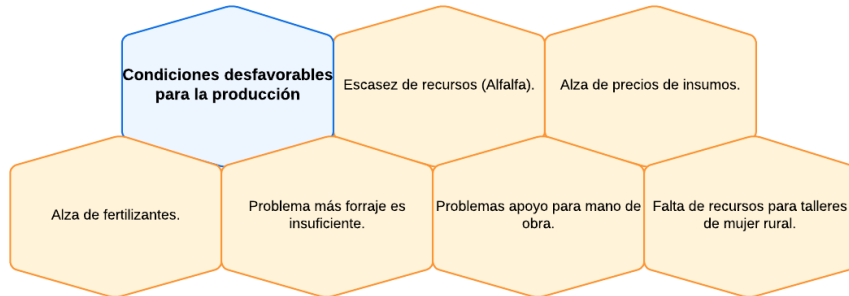 Condiciones desfavorables
para la producción
Escasez de recursos (Alfalfa).
Alza de precios de insumos.
Alza de fertilizantes.
Problema más forraje es
insuficiente.
Problemas apoyo para mano de
obra.
Falta de recursos para talleres
de mujer rural.